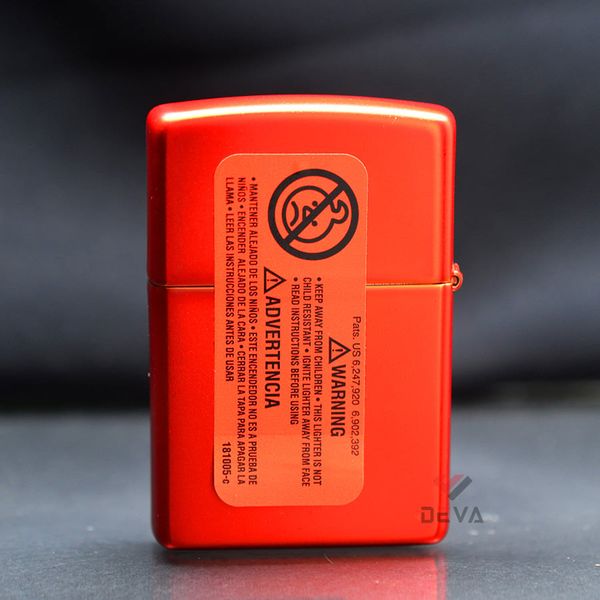 Pats. US 6,247,920 6,902,392
⚠WARNING
• KEEP AWAY FROM CHILDREN • THIS LIGHTER IS NOT
CHILD RESISTANT • IGNITE LIGHTER AWAY FROM FACE
• READ INSTRUCTIONS BEFORE USING
⚠ADVERTENCIA
• MANTENER ALEJADO DE LOS NIÑOS • ESTE ENCENDEDOR NO ES A PRUEBA DE
NIÑOS • ENCENDER ALEJADO DE LA CARA • CERRAR LA TAPA PARA APAGAR LA
LLAMA • LEER LAS INSTRUCCIONES ANTES DE USAR
181005-c
DEVA